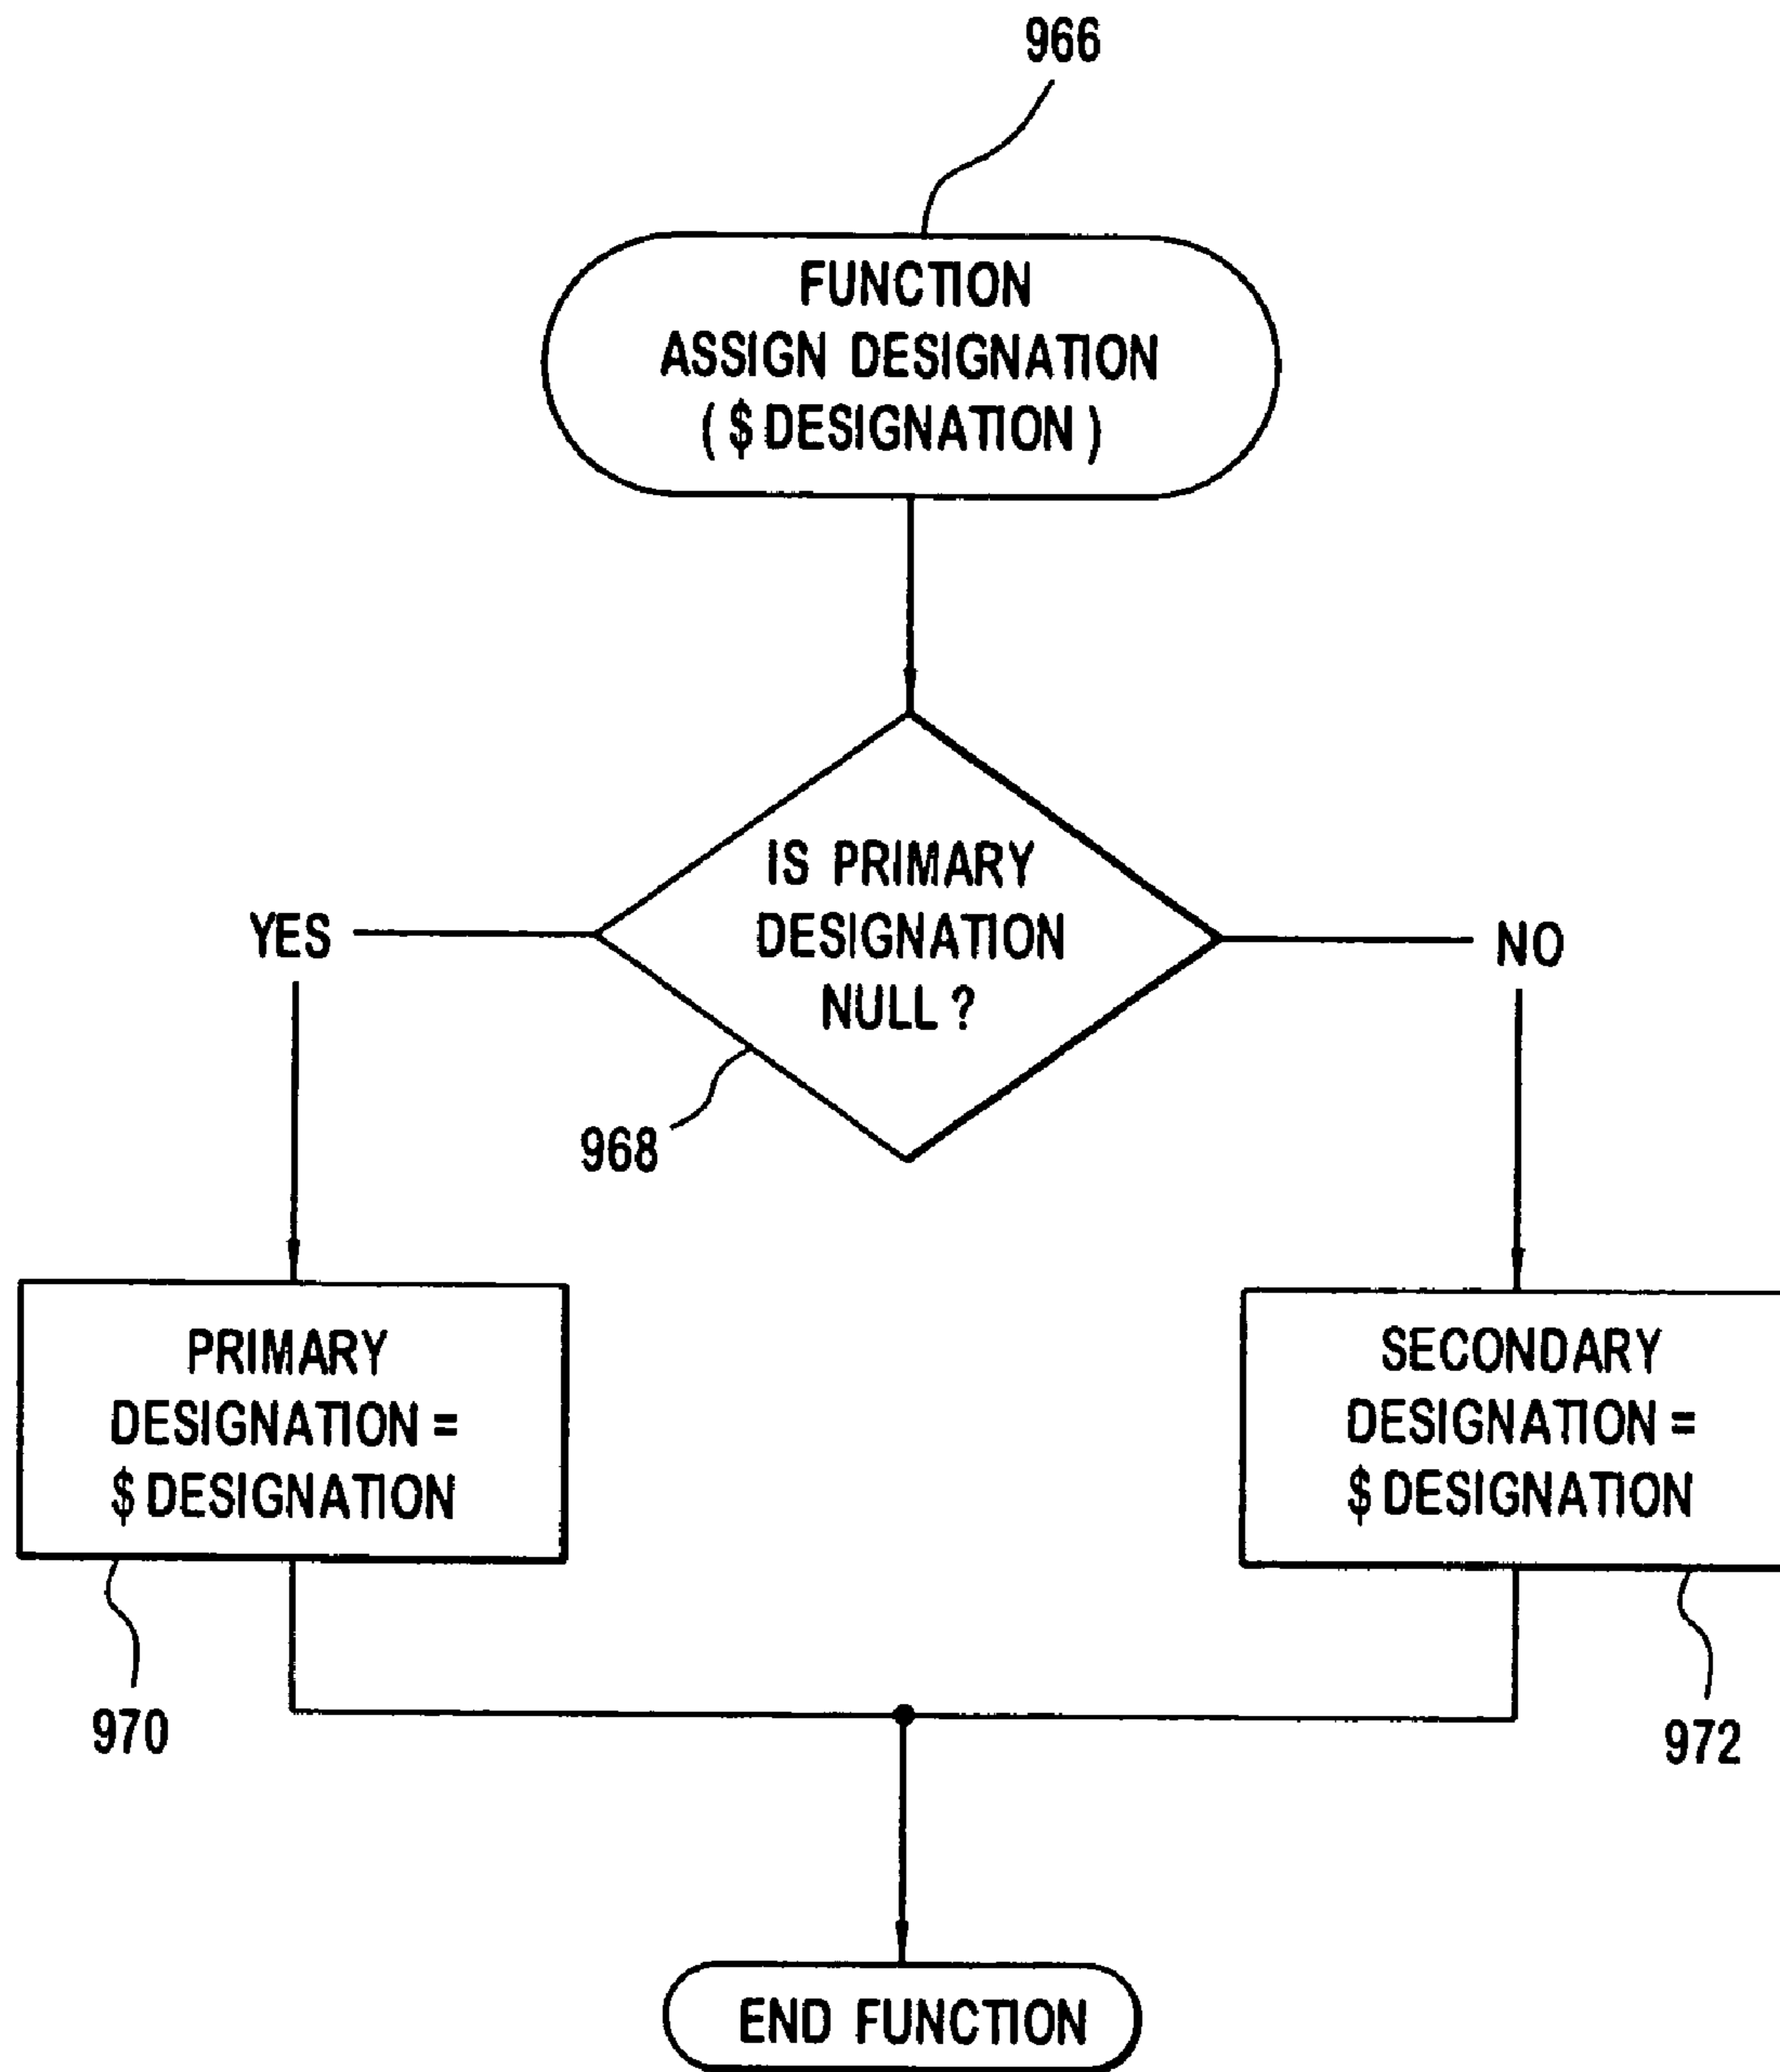 966
FUNCTION
ASSIGN DESIGNATION
($DESIGNATION)
IS PRIMARY
DESIGNATION
NULL?
YES
NO
968
PRIMARY
DESIGNATION =
$DESIGNATION
SECONDARY
DESIGNATION =
$DESIGNATION
970
972
END FUNCTION